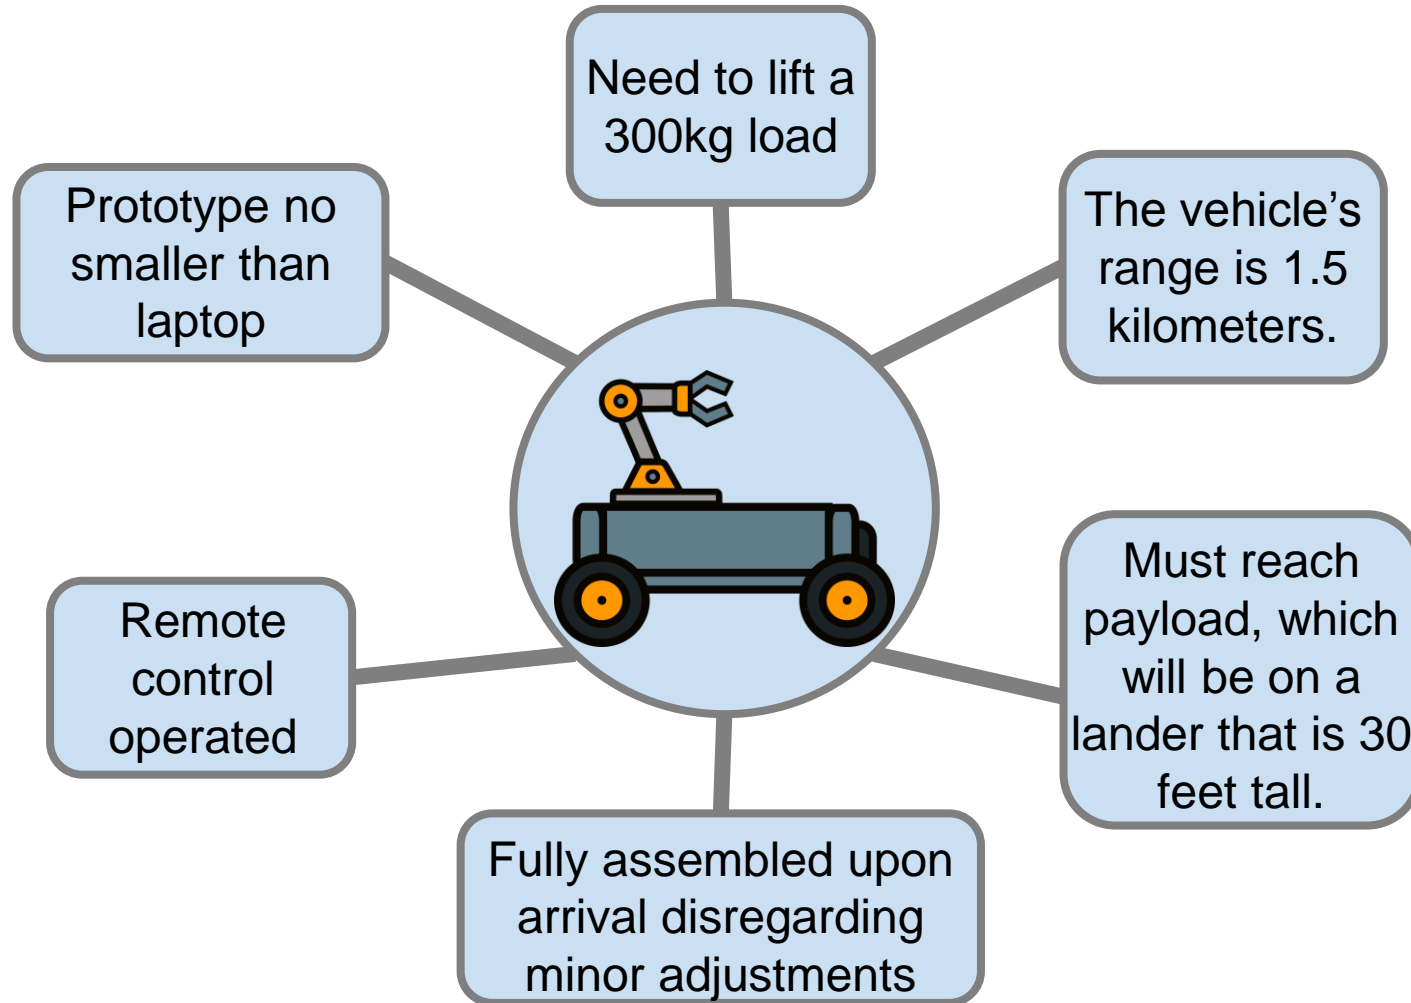 Need to lift a
300kg load
Prototype no
smaller than
laptop
The vehicle’s
range is 1.5
kilometers.
Remote
control
operated
Must reach
payload, which
will be on a
lander that is 30
feet tall.
Fully assembled upon
arrival disregarding
minor adjustments